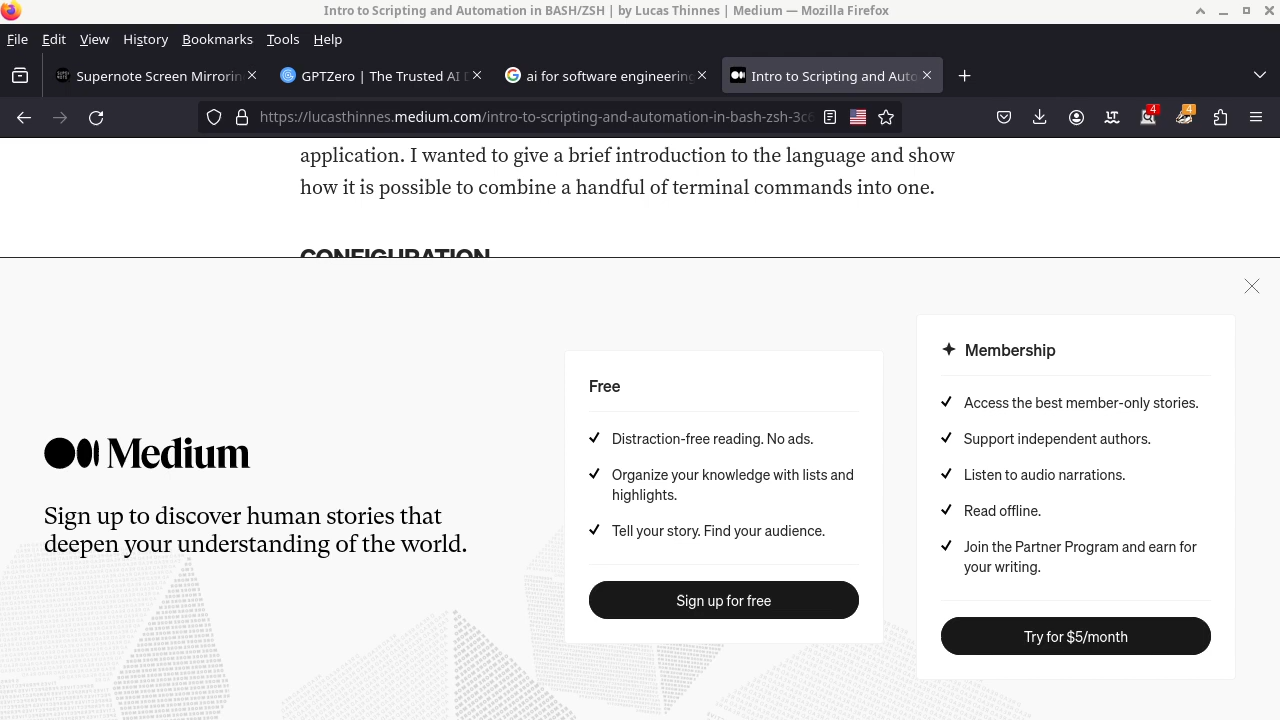 Intro to Scripting and Automation in BASH/ZSH | by Lucas Thinnes | Medium — Mozilla Firefox
File Edit View History Bookmarks Tools Help
Supernote Screen Mirrorin
GPTZero | The Trusted AI D
ai for software engineering
Intro to Scripting and Auto
https://lucasthinnes.medium.com/intro-to-scripting-and-automation-in-bash-zsh-3c6
4
4
application. I wanted to give a brief introduction to the language and show
how it is possible to combine a handful of terminal commands into one.
CONFIGURATION
Medium
Sign up to discover human stories that
deepen your understanding of the world.
Free
Distraction-free reading. No ads.
Organize your knowledge with lists and
highlights.
Tell your story. Find your audience.
Sign up for free
Membership
Access the best member-only stories.
Support independent authors.
Listen to audio narrations.
Read offline.
Join the Partner Program and earn for
your writing.
Try for $5/month